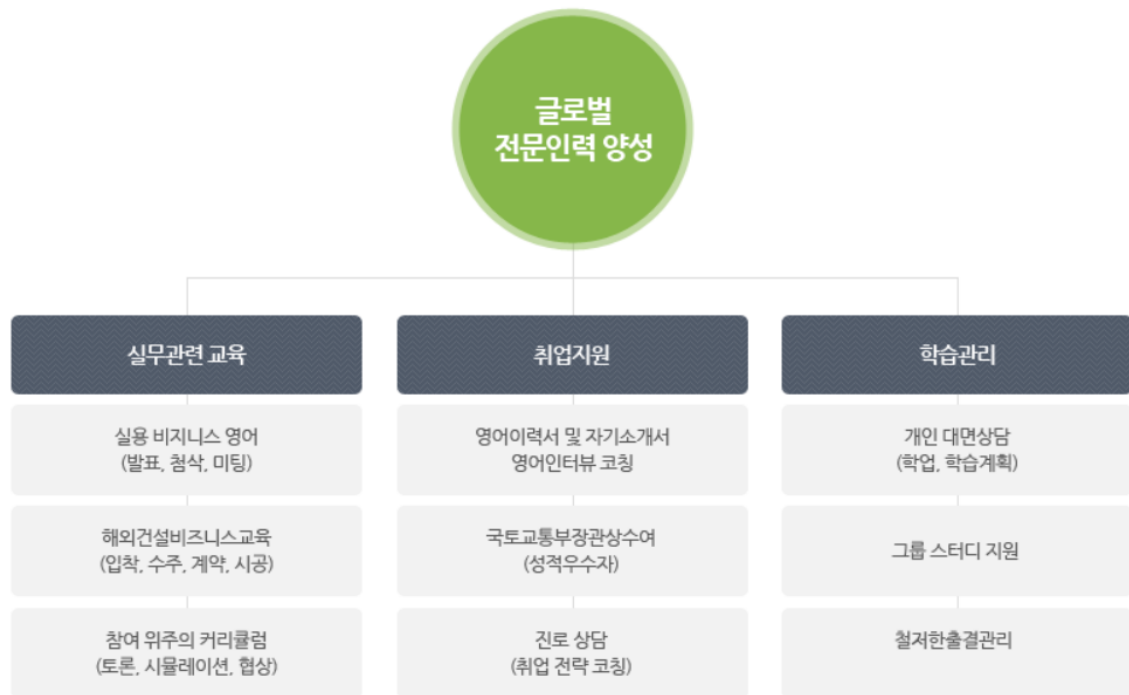 글로벌
전문인력 양성
실무관련 교육
실용 비지니스 영어
(발표, 첨삭, 미팅)
해외건설비즈니스교육
(입착, 수주, 계약, 시공)
참여 위주의 커리큘럼
(토론, 시뮬레이션, 협상)
취업지원
영어이력서 및 자기소개서
영어인터뷰 코칭
국토교통부장관상수여
(성적우수자)
진로 상담
(취업 전략 코칭)
학습관리
개인 대면상담
(학업, 학습계획)
그룹 스터디 지원
철저한출결관리